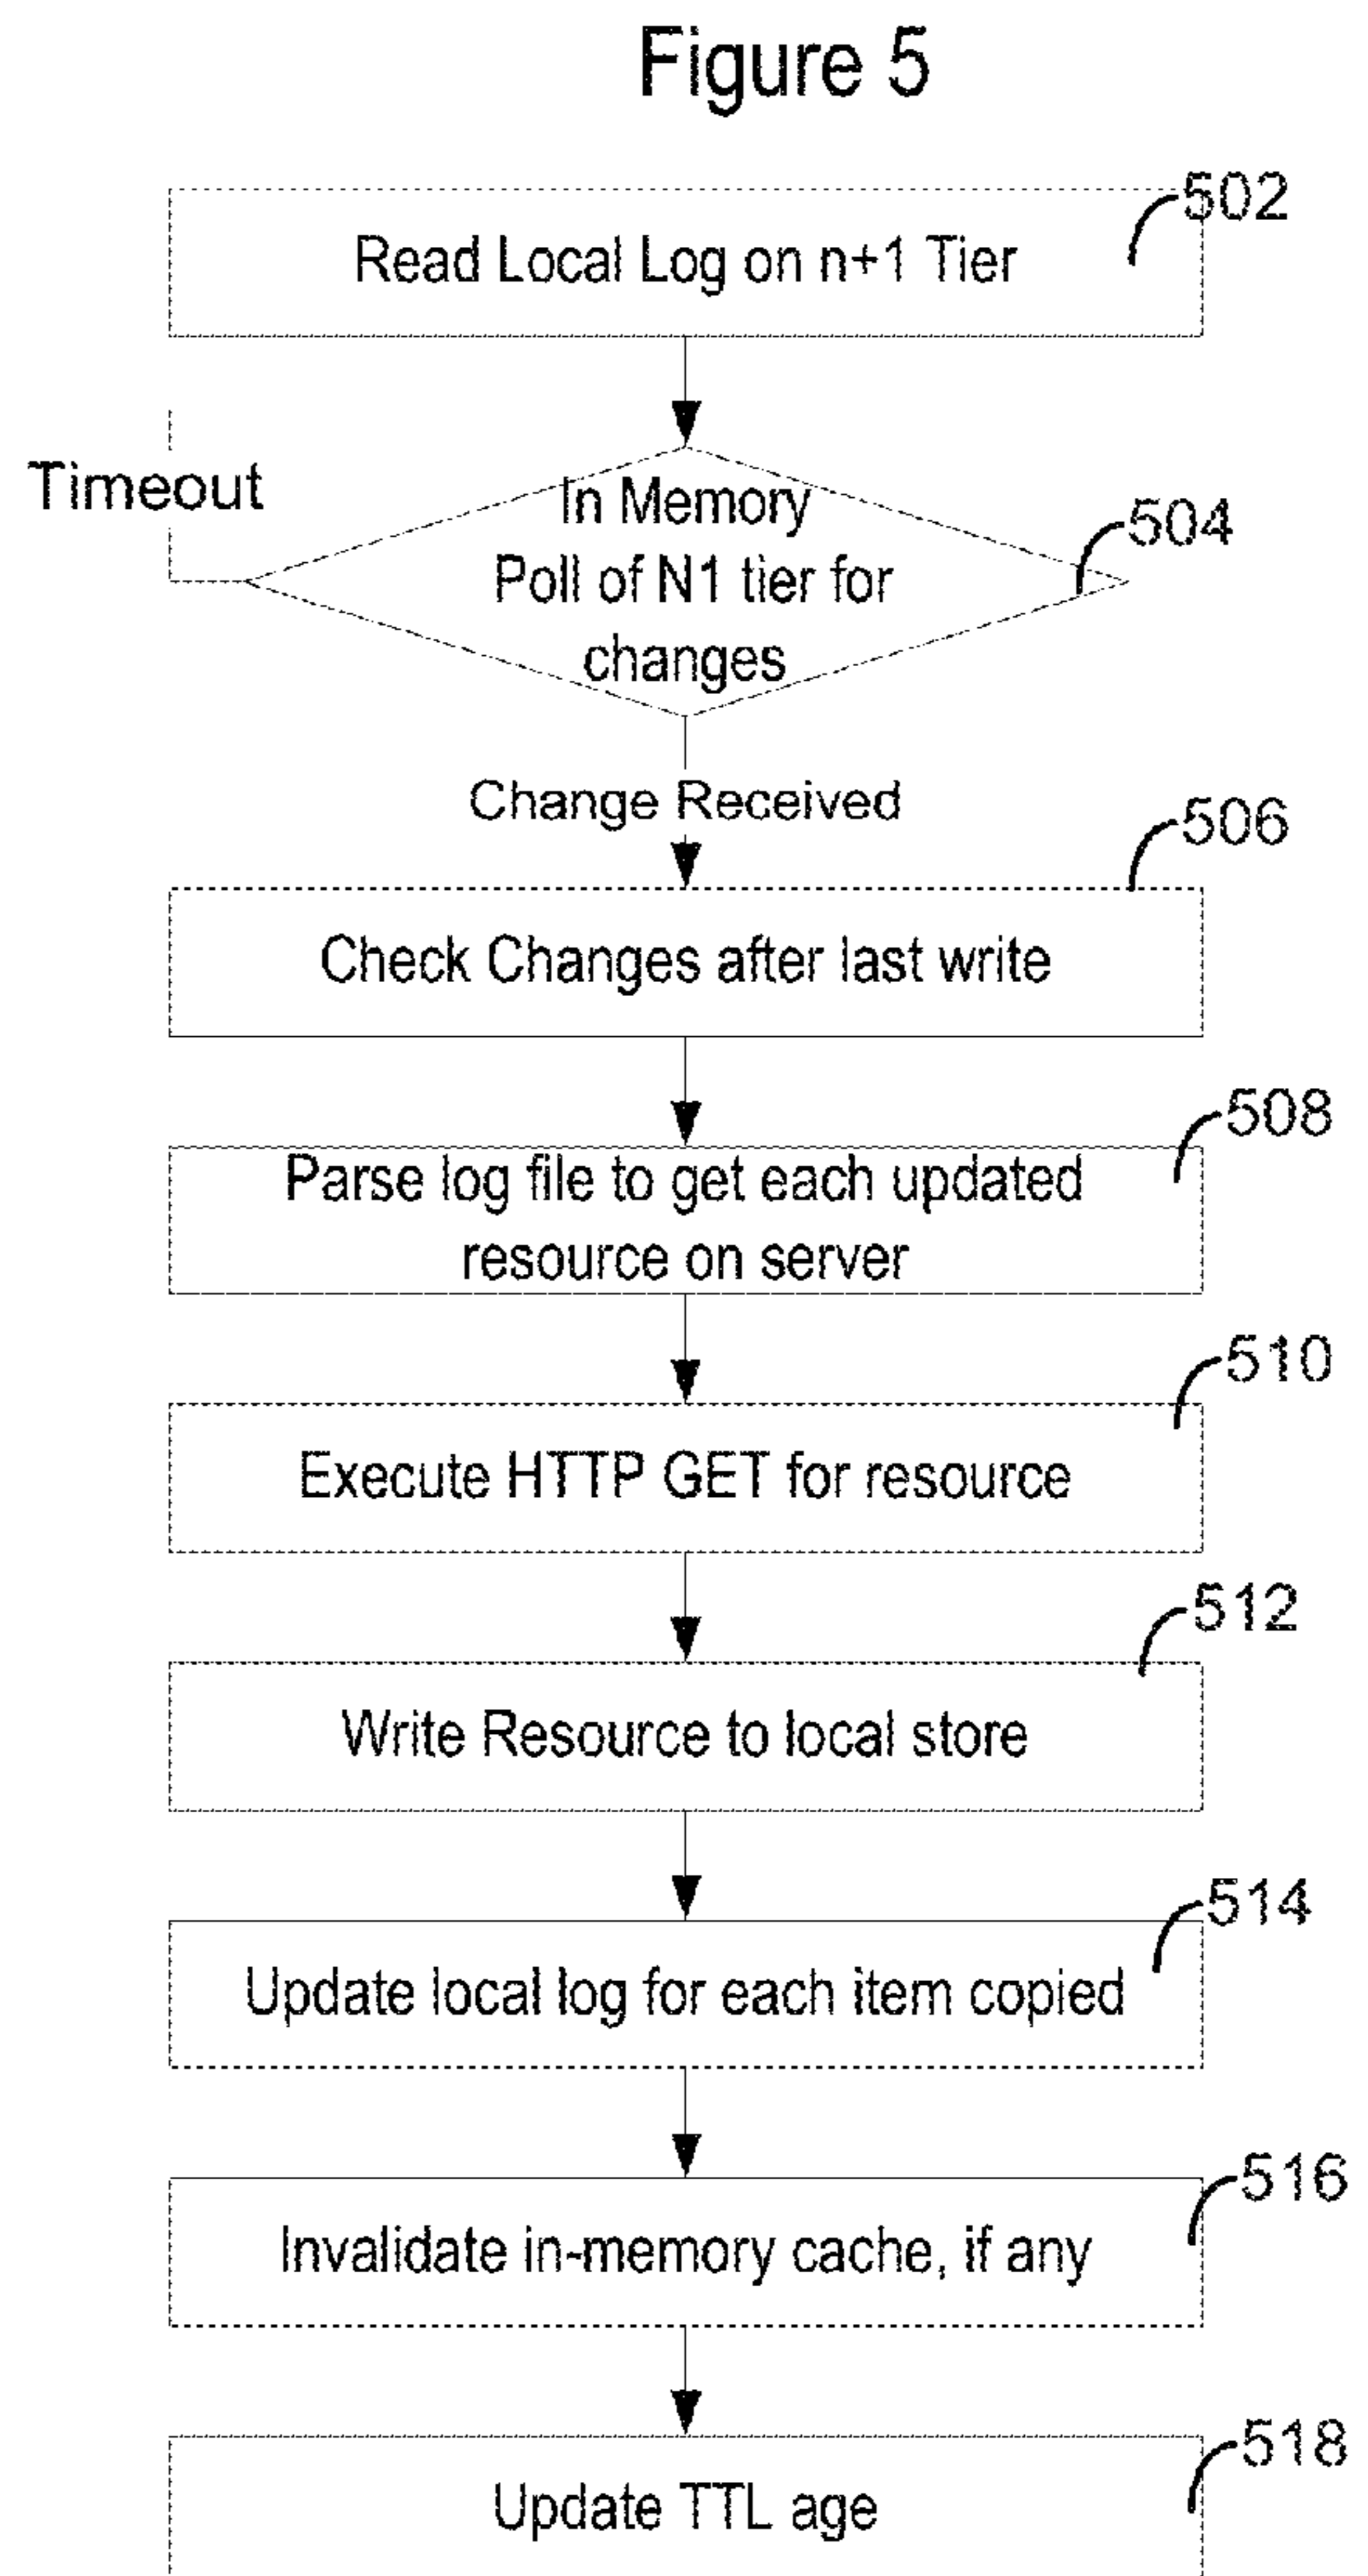 Figure 5
502
Read Local Log on n+1 Tier
Timeout
In Memory
Poll of N1 tier for
changes
504
Change Received
506
Check Changes after last write
508
Parse log file to get each updated
resource on server
510
Execute HTTP GET for resource
512
Write Resource to local store
514
Update local log for each item copied
516
Invalidate in-memory cache, if any
518
Update TTL age